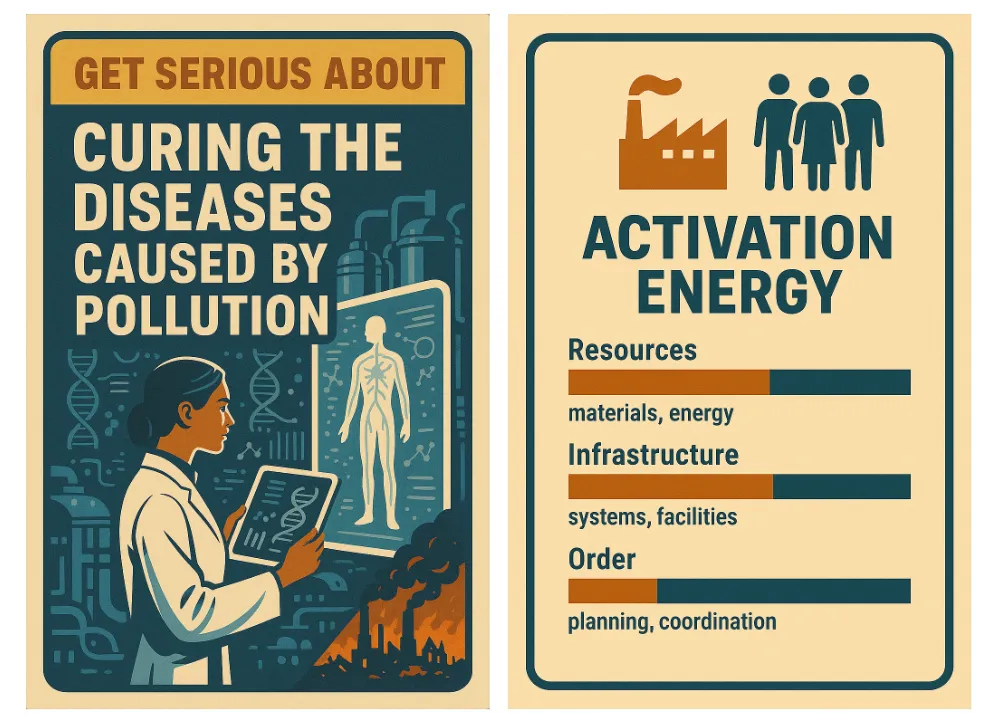 GET SERIOUS ABOUT
CURING THE
DISEASES
CAUSED BY
POLLUTION
ACTIVATION
ENERGY
Resources
materials, energy
Infrastructure
systems, facilities
Order
planning, coordination